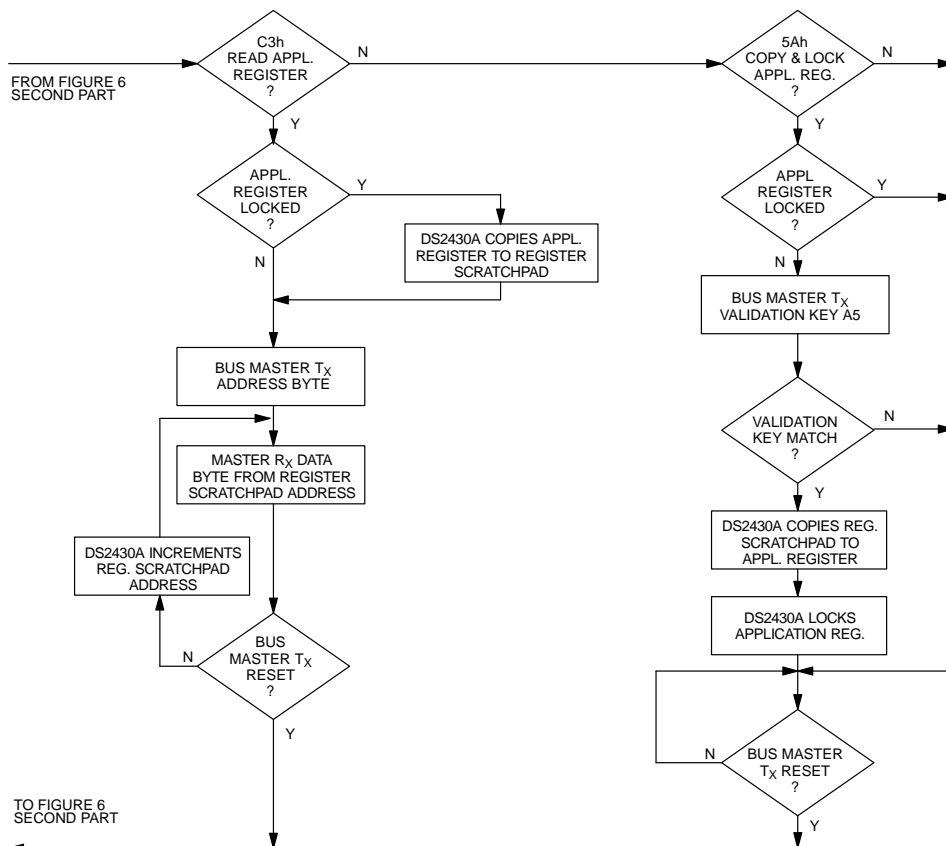 C3h
READ APPL.
REGISTER
?
N
Y
FROM FIGURE 6
SECOND PART
5Ah
COPY & LOCK
APPL. REG.
?
N
Y
APPL.
REGISTER
LOCKED
?
Y
N
DS2430A COPIES APPL.
REGISTER TO REGISTER
SCRATCHPAD
APPL
REGISTER
LOCKED
?
Y
N
BUS MASTER TX
VALIDATION KEY A5
BUS MASTER TX
ADDRESS BYTE
VALIDATION
KEY MATCH
?
N
Y
MASTER RX DATA
BYTE FROM REGISTER
SCRATCHPAD ADDRESS
DS2430A COPIES REG.
SCRATCHPAD TO
APPL. REGISTER
DS2430A INCREMENTS
REG. SCRATCHPAD
ADDRESS
DS2430A LOCKS
APPLICATION REG.
BUS
MASTER TX
RESET
?
N
Y
BUS MASTER
TX RESET
?
N
Y
TO FIGURE 6
SECOND PART